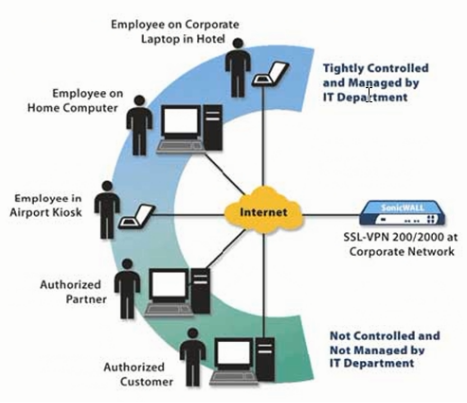 Employee on Corporate
Laptop in Hotel
Tightly Controlled
and Managed by
IT Department
Employee on
Home Computer
Employee in
Airport Kiosk
Internet
SonicWALL
SSL-VPN 200/2000 at
Corporate Network
Authorized
Partner
Not Controlled and
Not Managed by
IT Department
Authorized
Customer